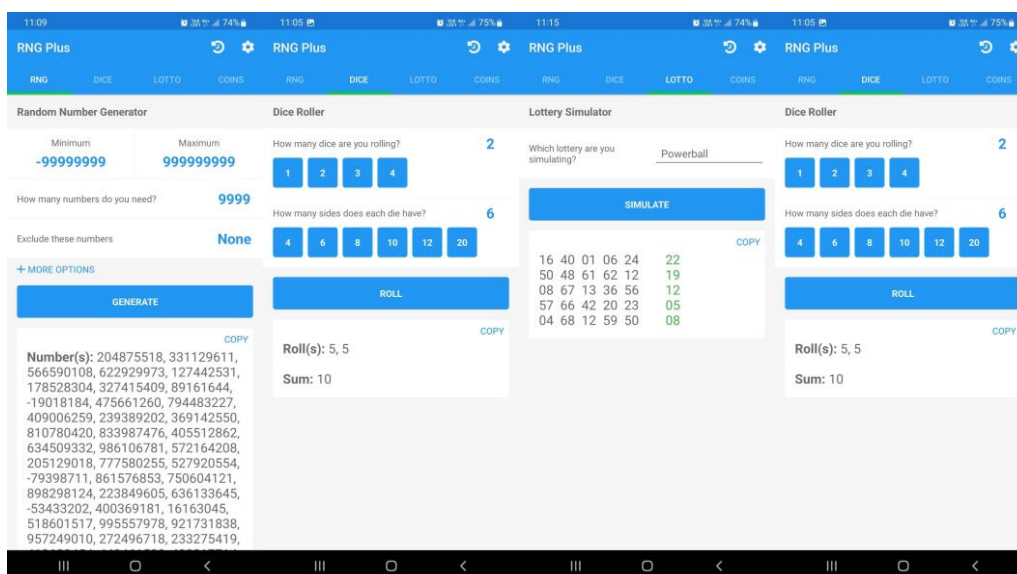 11:09 74%
RNG Plus
RNG DICE LOTTO COINS
Random Number Generator
Minimum Maximum
-99999999 999999999
How many numbers do you need? 9999
Exclude these numbers None
+ MORE OPTIONS
GENERATE
COPY
Number(s): 204875518, 331129611,
566590108, 622929973, 127442531,
178528304, 327415409, 89161644,
-19018184, 475661260, 794483227,
409006259, 239389202, 369142550,
810780420, 833987476, 405512862,
634509332, 986106781, 572164208,
205129018, 777580255, 527920554,
-79398711, 861576853, 750604121,
898298124, 223849605, 636133645,
-53433202, 400369181, 16163045,
518601517, 995557978, 921731838,
957249010, 272496718, 233275419,
11:05 75%
RNG Plus
RNG DICE LOTTO COINS
Dice Roller
How many dice are you rolling? 2
1 2 3 4
How many sides does each die have? 6
4 6 8 10 12 20
ROLL
COPY
Roll(s): 5, 5
Sum: 10
11:15 74%
RNG Plus
RNG DICE LOTTO COINS
Lottery Simulator
Which lottery are you
simulating? Powerball
SIMULATE
COPY
16 40 01 06 24 22
50 48 61 62 12 19
08 67 13 36 56 12
57 66 42 20 23 05
04 68 12 59 50 08
11:05 75%
RNG Plus
RNG DICE LOTTO COINS
Dice Roller
How many dice are you rolling? 2
1 2 3 4
How many sides does each die have? 6
4 6 8 10 12 20
ROLL
COPY
Roll(s): 5, 5
Sum: 10